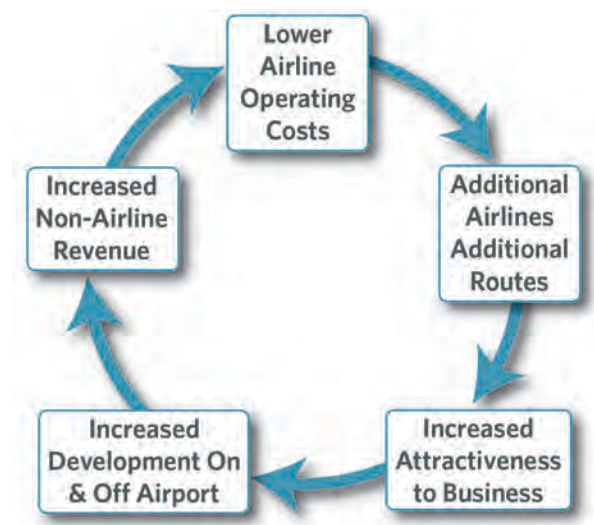 Lower
Airline
Operating
Costs
Additional
Airlines
Additional
Routes
Increased
Attractiveness
to Business
Increased
Development On
& Off Airport
Increased
Non-Airline
Revenue